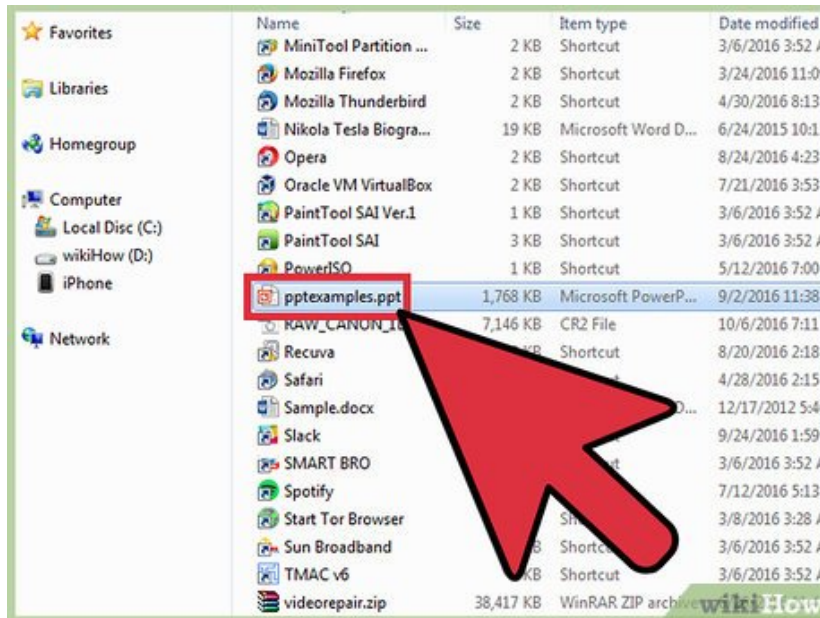 Favorites
Libraries
Homegroup
Computer
Local Disc (C:)
wikiHow (D:)
iPhone
Network
Name Size Item type Date modified
MiniTool Partition ... 2 KB Shortcut 3/6/2016 3:52 A
Mozilla Firefox 2 KB Shortcut 3/24/2016 11:0
Mozilla Thunderbird 2 KB Shortcut 4/30/2016 8:13
Nikola Tesla Biogra... 19 KB Microsoft Word D... 6/24/2015 10:1
Opera 2 KB Shortcut 8/24/2016 4:23
Oracle VM VirtualBox 2 KB Shortcut 7/21/2016 3:53
PaintTool SAI Ver.1 1 KB Shortcut 3/6/2016 3:52 A
PaintTool SAI 3 KB Shortcut 3/6/2016 3:52 A
PowerISO 1 KB Shortcut 5/12/2016 7:00
pptexamples.ppt 1,768 KB Microsoft PowerP... 9/2/2016 11:38
RAW_CANON_1 7,146 KB CR2 File 10/6/2016 7:11
Recuva KB Shortcut 8/20/2016 2:18
Safari 4/28/2016 2:15
Sample.docx D... 12/17/2012 5:4
Slack 9/24/2016 1:59
SMART BRO 3/6/2016 3:52 A
Spotify 7/12/2016 5:13
Start Tor Browser 3/8/2016 3:28 A
Sun Broadband 3/6/2016 3:52 A
TMAC v6 KB Shortcut 3/6/2016 3:52 A
videorepair.zip 38,417 KB WinRAR ZIP archive
wikiHow